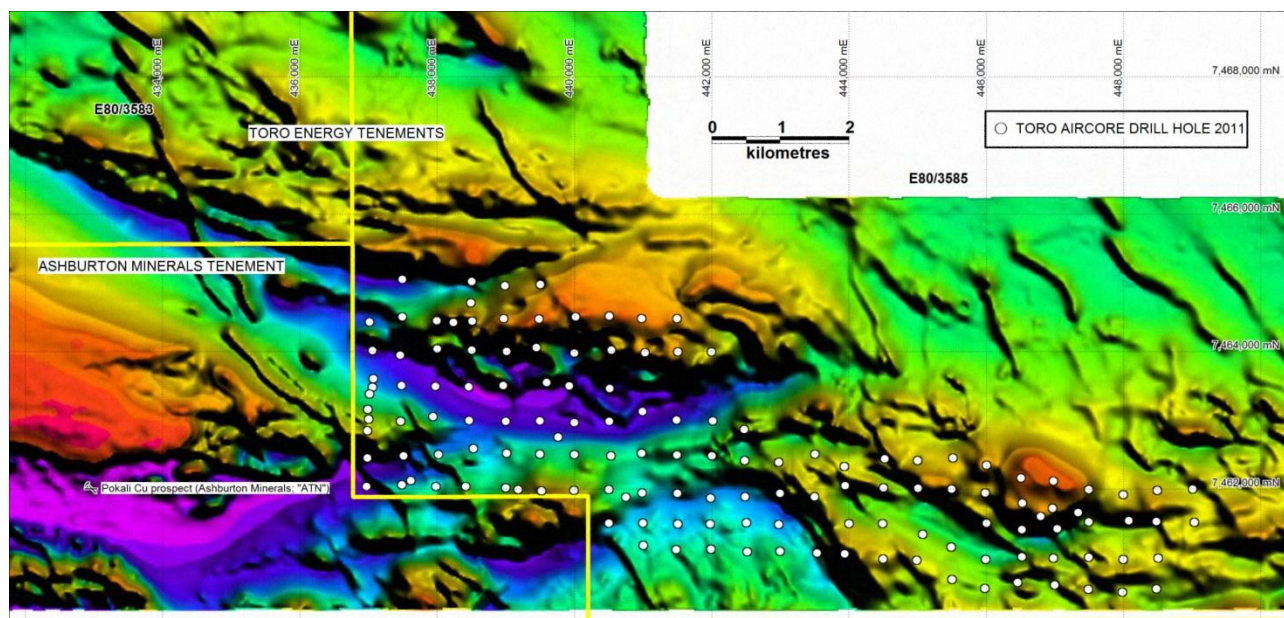 434,000 mE
436,000 mE
438,000 mE
440,000 mE
442,000 mE
444,000 mE
446,000 mE
448,000 mE
7,468,000 mN
E80/3583
TORO ENERGY TENEMENTS
0 1 2
kilometres
TORO AIRCORE DRILL HOLE 2011
E80/3585
7,466,000 mN
ASHBURTON MINERALS TENEMENT
7,464,000 mN
Pokali Cu prospect (Ashburton Minerals; "ATN")
7,462,000 mN